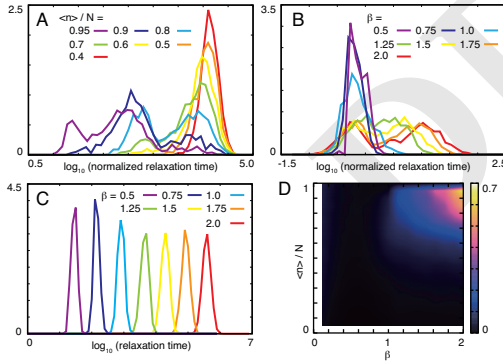 A
<n> / N =
0.95 0.9 0.8
0.7 0.6 0.5
0.4
2.5
0
0.5 5.0
log10 (normalized relaxation time)
B
β =
0.5 0.75 1.0
1.25 1.5 1.75
2.0
3.5
0
-1.5 2.5
log10 (normalized relaxation time)
C
β = 0.5 0.75 1.0
1.25 1.5 1.75
2.0
4.5
0 7
log10 (relaxation time)
D
<n> / N
1
0
0 1 2
β
0.7
0